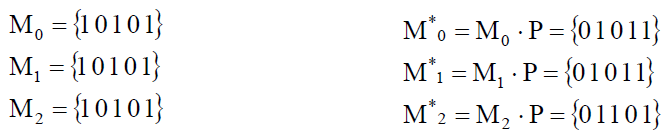 M₀ = {1 0 1 0 1} M*₀ = M₀ · P = {0 1 0 1 1}
M₁ = {1 0 1 0 1} M*₁ = M₁ · P = {0 1 0 1 1}
M₂ = {1 0 1 0 1} M*₂ = M₂ · P = {0 1 1 0 1}